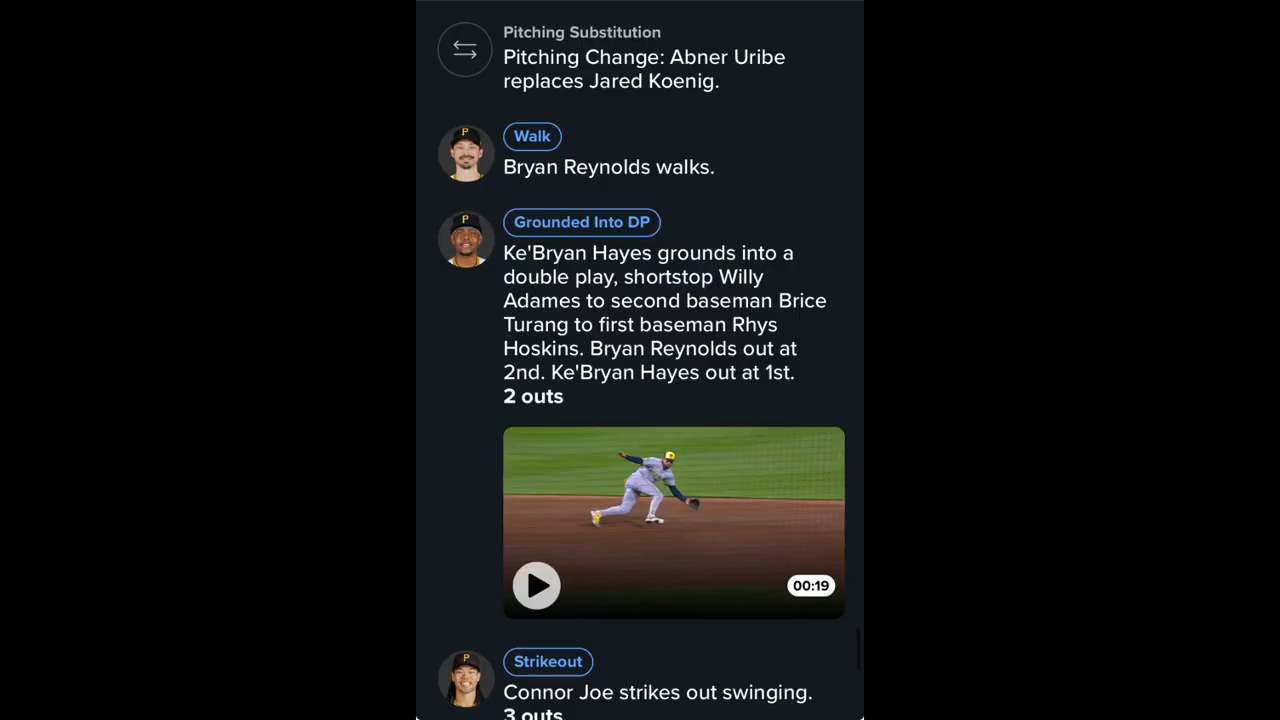 Pitching Substitution
Pitching Change: Abner Uribe
replaces Jared Koenig.
Walk
Bryan Reynolds walks.
Grounded Into DP
Ke'Bryan Hayes grounds into a
double play, shortstop Willy
Adames to second baseman Brice
Turang to first baseman Rhys
Hoskins. Bryan Reynolds out at
2nd. Ke'Bryan Hayes out at 1st.
2 outs
00:19
Strikeout
Connor Joe strikes out swinging.
3 outs
P
P
P